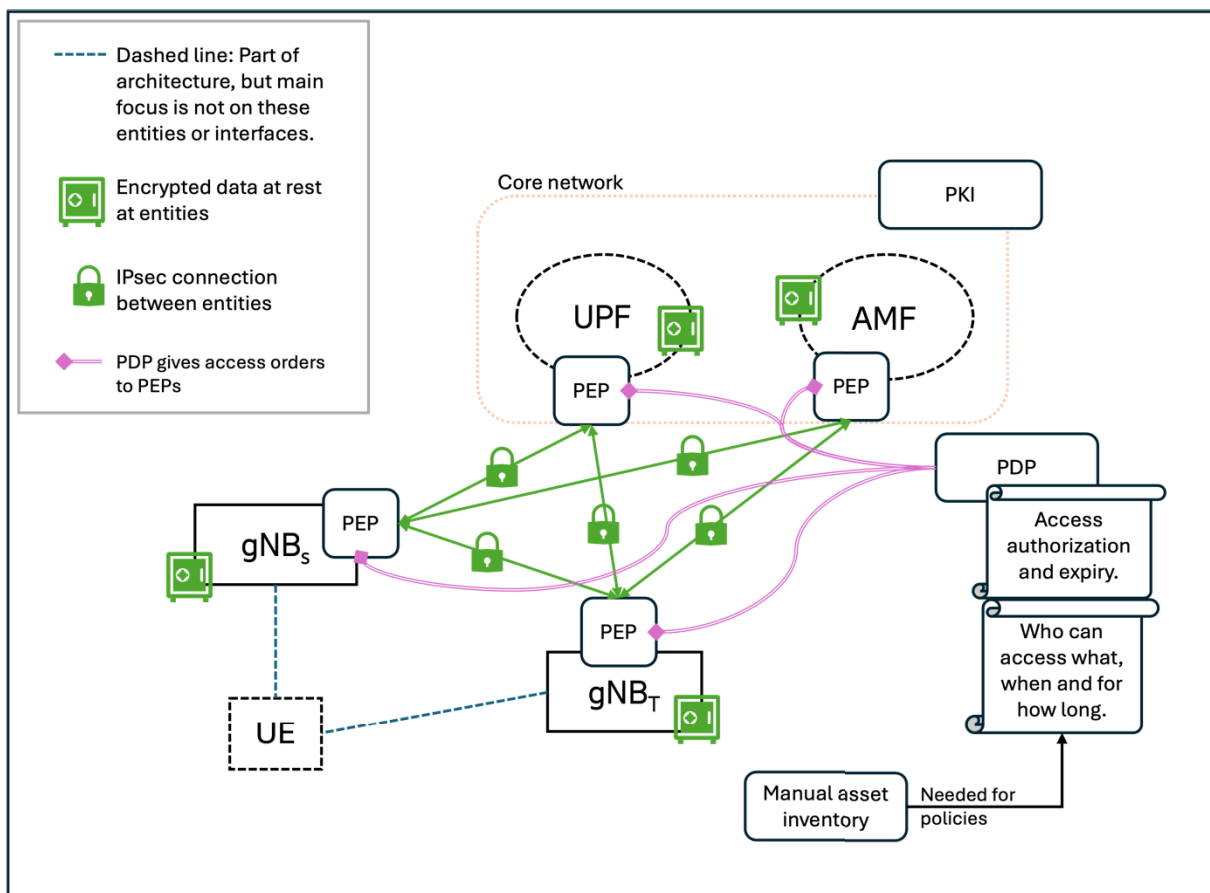 Dashed line: Part of
architecture, but main
focus is not on these
entities or interfaces.
Encrypted data at rest
at entities
IPsec connection
between entities
PDP gives access orders
to PEPs
Core network
PKI
UPF
AMF
PEP
PEP
PDP
PEP
gNBₛ
Access
authorization
and expiry.
PEP
gNB_T
Who can
access what,
when and for
how long.
UE
Manual asset
inventory
Needed for
policies